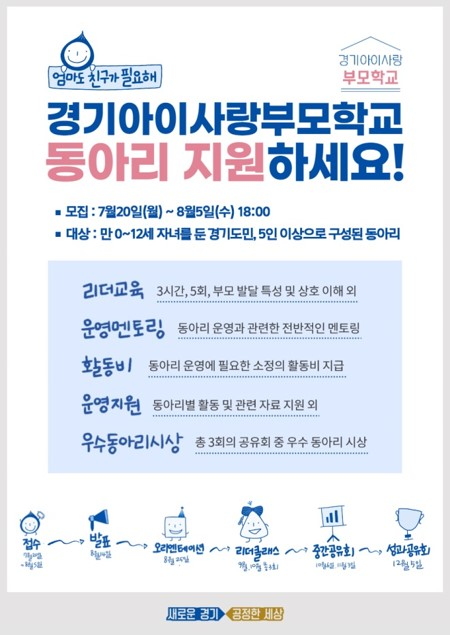 엄마도 친구가 필요해
경기아이사랑
부모학교
경기아이사랑부모학교
동아리 지원하세요!
모집 : 7월20일(월) ~ 8월5일(수) 18:00
대상 : 만 0~12세 자녀를 둔 경기도민, 5인 이상으로 구성된 동아리
리더교육 3시간, 5회, 부모 발달 특성 및 상호 이해 외
운영멘토링 동아리 운영과 관련한 전반적인 멘토링
활동비 동아리 운영에 필요한 소정의 활동비 지급
운영지원 동아리별 활동 및 관련 자료 지원 외
우수동아리시상 총 3회의 공유회 중 우수 동아리 시상
접수 발표 오리엔테이션 리더클래스 중간공유회 성과공유회
12월 5일
새로운 경기 공정한 세상